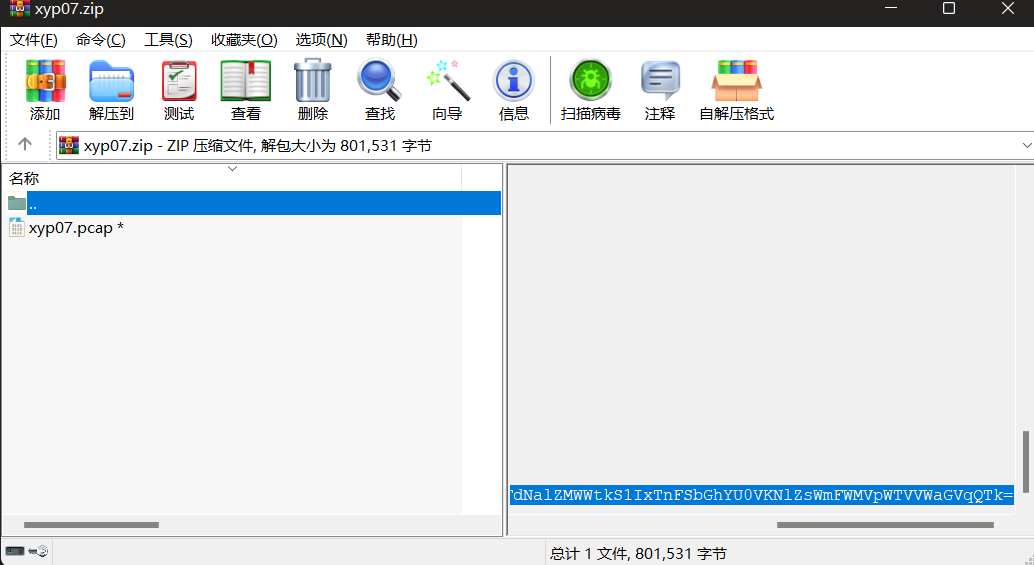 xyp07.zip
文件(F) 命令(C) 工具(S) 收藏夹(O) 选项(N) 帮助(H)
添加 解压到 测试 查看 删除 查找 向导 信息 扫描病毒 注释 自解压格式
xyp07.zip - ZIP 压缩文件, 解包大小为 801,531 字节
名称
..
xyp07.pcap *
dNalZMWWtkSlIxTnFSbGhYU0VKNlZsWmFWMVpWTVVWaGVqQTk=
总计 1 文件, 801,531 字节